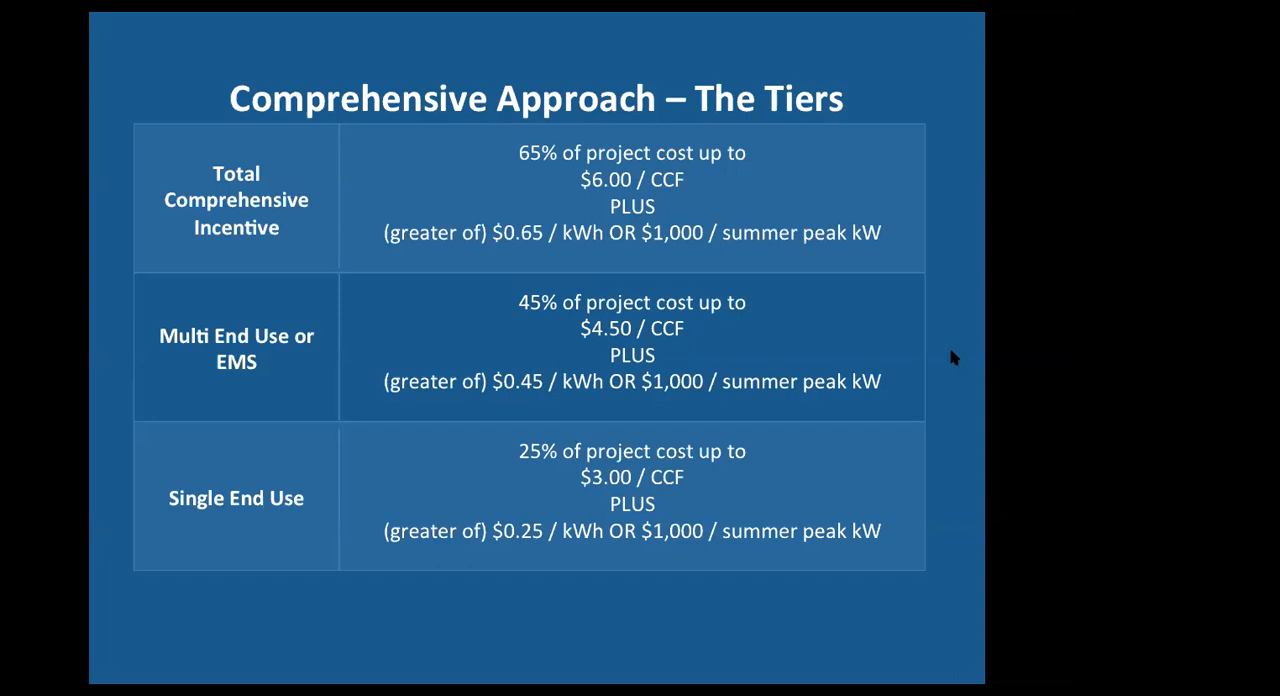 Comprehensive Approach – The Tiers
Total
Comprehensive
Incentive
65% of project cost up to
$6.00 / CCF
PLUS
(greater of) $0.65 / kWh OR $1,000 / summer peak kW
Multi End Use or
EMS
45% of project cost up to
$4.50 / CCF
PLUS
(greater of) $0.45 / kWh OR $1,000 / summer peak kW
Single End Use
25% of project cost up to
$3.00 / CCF
PLUS
(greater of) $0.25 / kWh OR $1,000 / summer peak kW